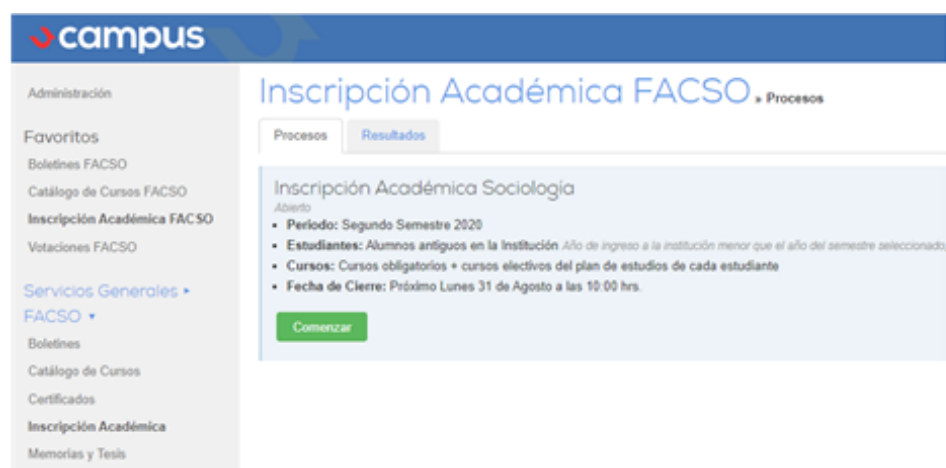 campus
Administración
Favoritos
Boletines FACSO
Catálogo de Cursos FACSO
Inscripción Académica FACSO
Votaciones FACSO
Servicios Generales ▸
FACSO ▾
Boletines
Catálogo de Cursos
Certificados
Inscripción Académica
Memorias y Tesis
Inscripción Académica FACSO » Procesos
Procesos Resultados
Inscripción Académica Sociología
Abierto
• Periodo: Segundo Semestre 2020
• Estudiantes: Alumnos antiguos en la Institución Año de ingreso a la institución menor que el año del semestre seleccionado;
• Cursos: Cursos obligatorios + cursos electivos del plan de estudios de cada estudiante
• Fecha de Cierre: Próximo Lunes 31 de Agosto a las 10:00 hrs.
Comenzar